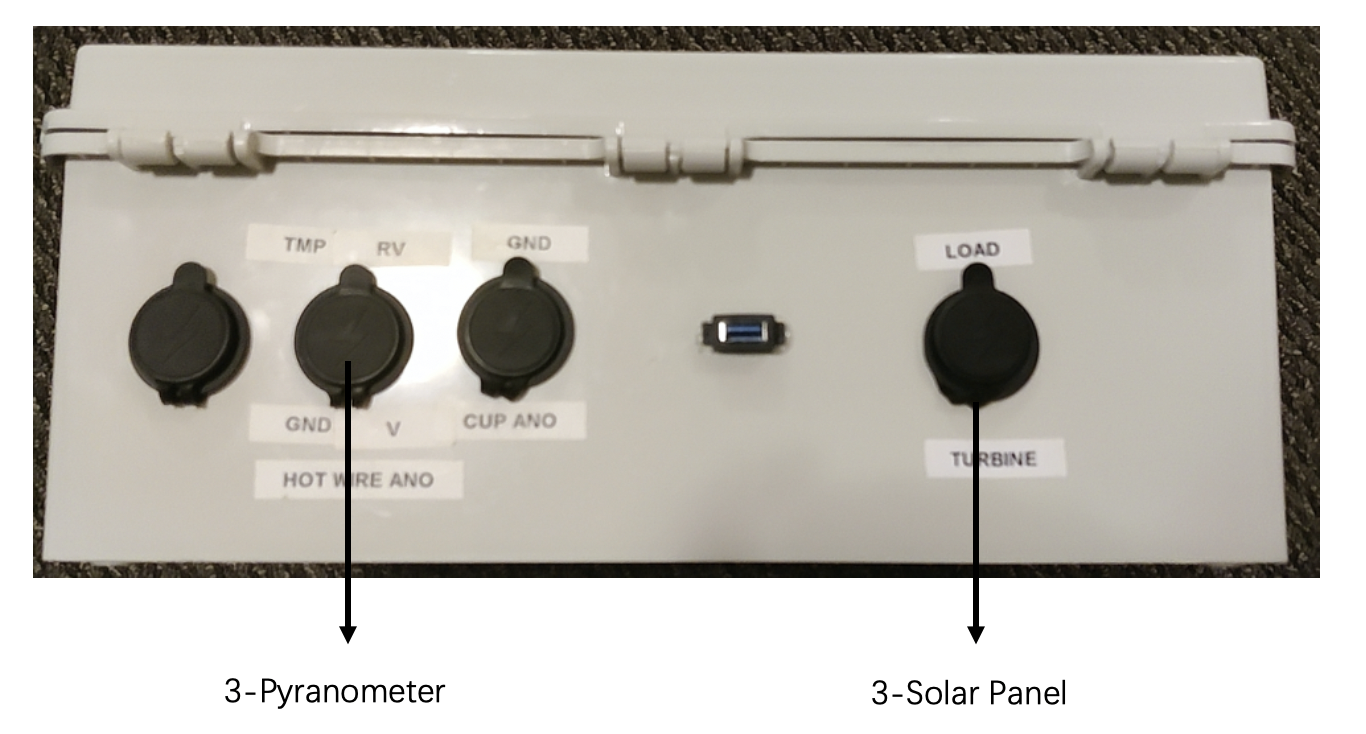 TMP RV GND
LOAD
GND V CUP ANO
TURBINE
HOT WIRE ANO
3-Pyranometer
3-Solar Panel